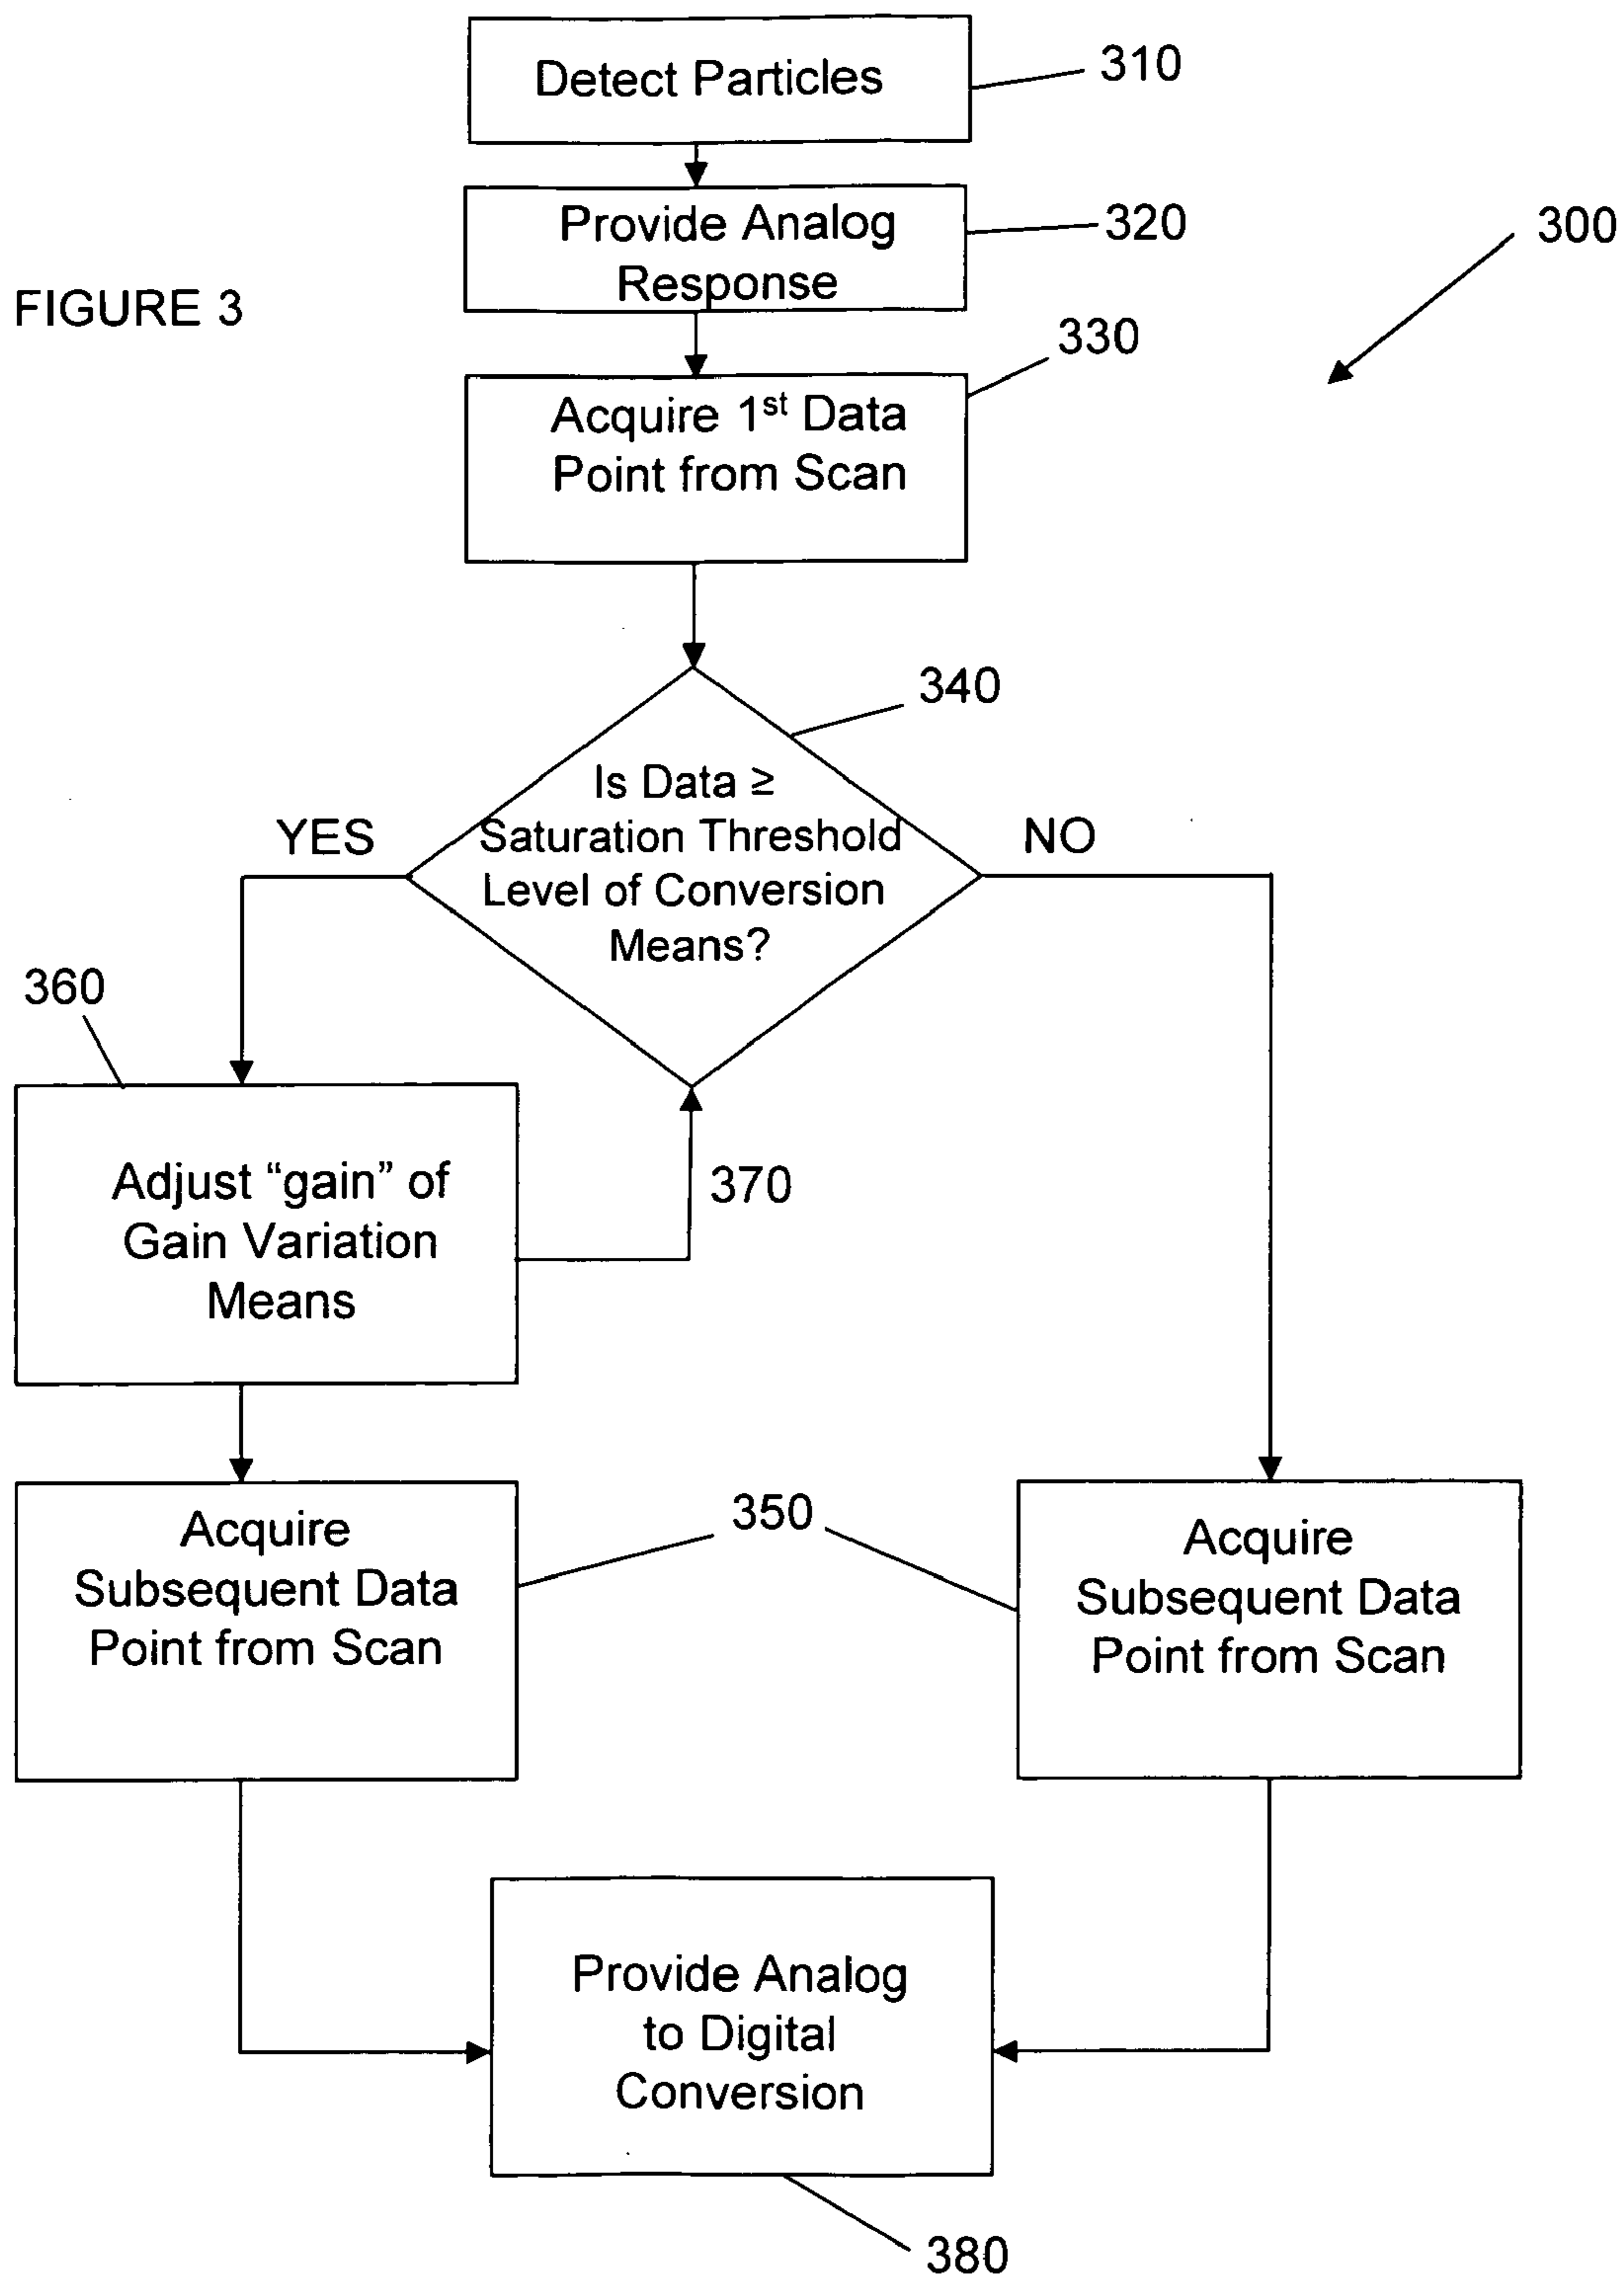 Detect Particles
310
Provide Analog
Response
320
300
FIGURE 3
330
Acquire 1st Data
Point from Scan
340
Is Data ≥
Saturation Threshold
Level of Conversion
Means?
YES
NO
360
Adjust “gain” of
Gain Variation
Means
370
Acquire
Subsequent Data
Point from Scan
350
Acquire
Subsequent Data
Point from Scan
Provide Analog
to Digital
Conversion
380